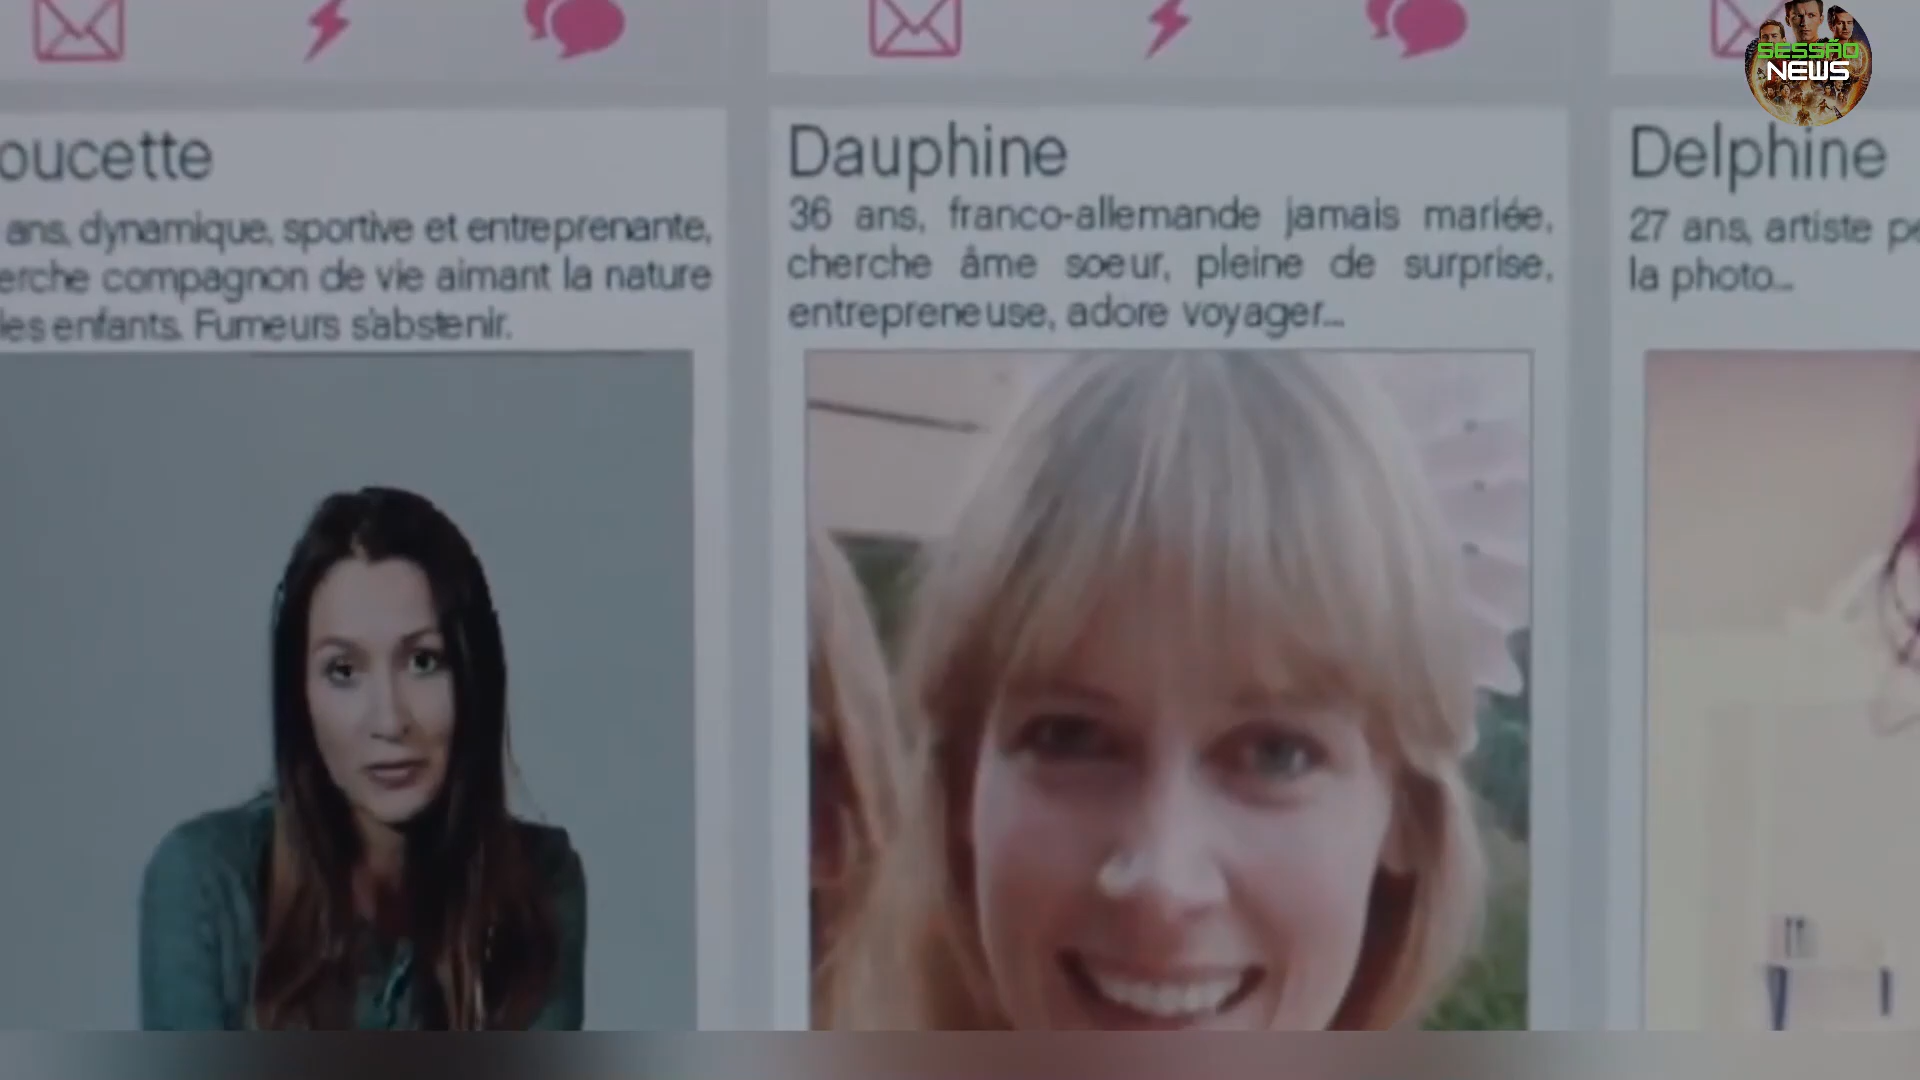 SESSÃO
NEWS
oucette
ans, dynamique, sportive et entreprenante,
erche compagnon de vie aimant la nature
les enfants. Fumeurs s'abstenir.
Dauphine
36 ans, franco-allemande jamais mariée,
cherche âme soeur, pleine de surprise,
entrepreneuse, adore voyager...
Delphine
27 ans, artiste pe
la photo...